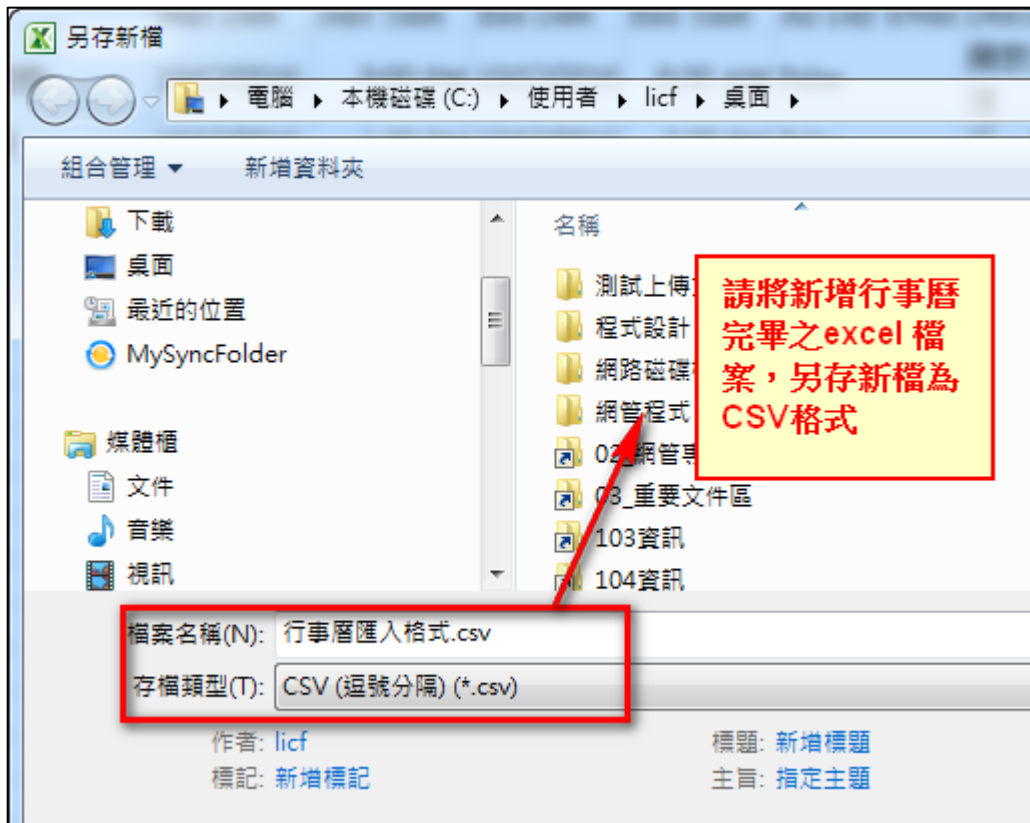 另存新檔
電腦 ▸ 本機磁碟 (C:) ▸ 使用者 ▸ licf ▸ 桌面 ▸
組合管理 新增資料夾
下載
桌面
最近的位置
MySyncFolder
媒體櫃
文件
音樂
視訊
名稱
測試上傳
程式設計
網路磁碟
網管程式
02_網管專
03_重要文件區
103資訊
104資訊
請將新增行事曆
完畢之excel 檔
案，另存新檔為
CSV格式
檔案名稱(N): 行事曆匯入格式.csv
存檔類型(T): CSV (逗號分隔) (*.csv)
作者: licf 標題: 新增標題
標記: 新增標記 主旨: 指定主題